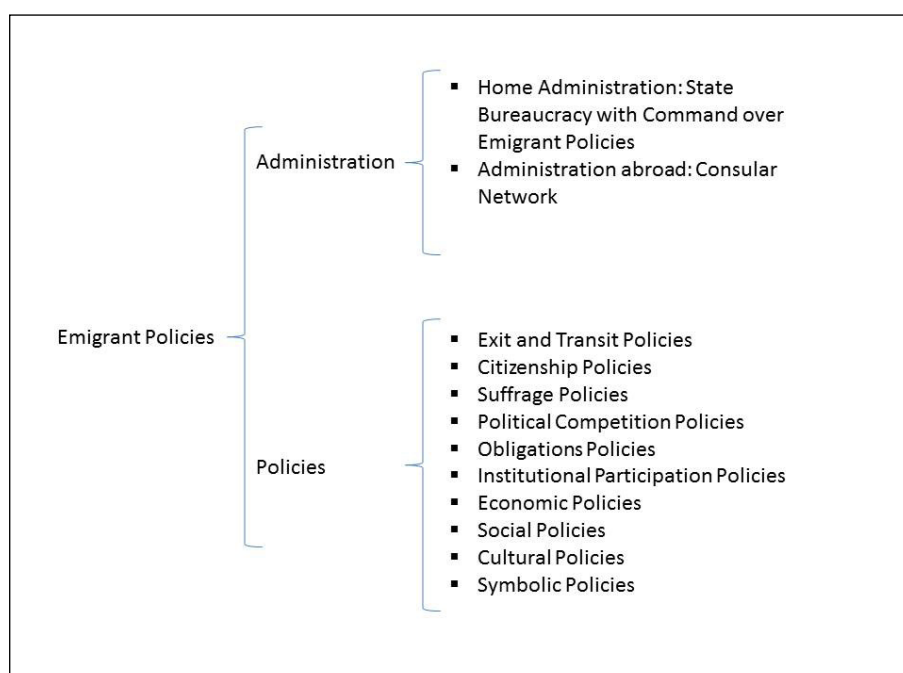 Emigrant Policies
Administration
▪ Home Administration: State
Bureaucracy with Command over
Emigrant Policies
▪ Administration abroad: Consular
Network
Policies
▪ Exit and Transit Policies
▪ Citizenship Policies
▪ Suffrage Policies
▪ Political Competition Policies
▪ Obligations Policies
▪ Institutional Participation Policies
▪ Economic Policies
▪ Social Policies
▪ Cultural Policies
▪ Symbolic Policies